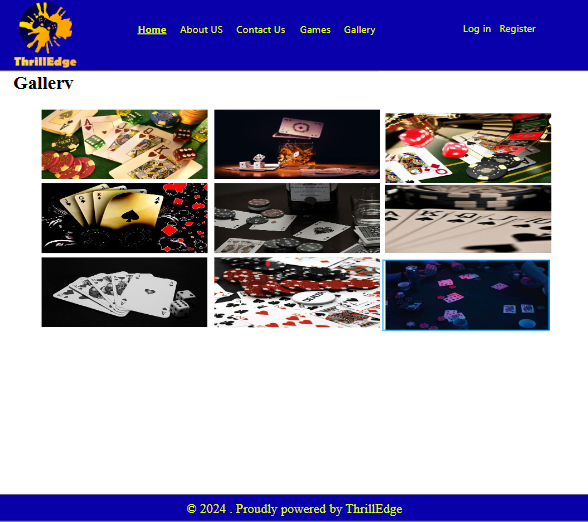 Home About US Contact Us Games Gallery Log in Register
ThrillEdge
Gallery
© 2024 . Proudly powered by ThrillEdge